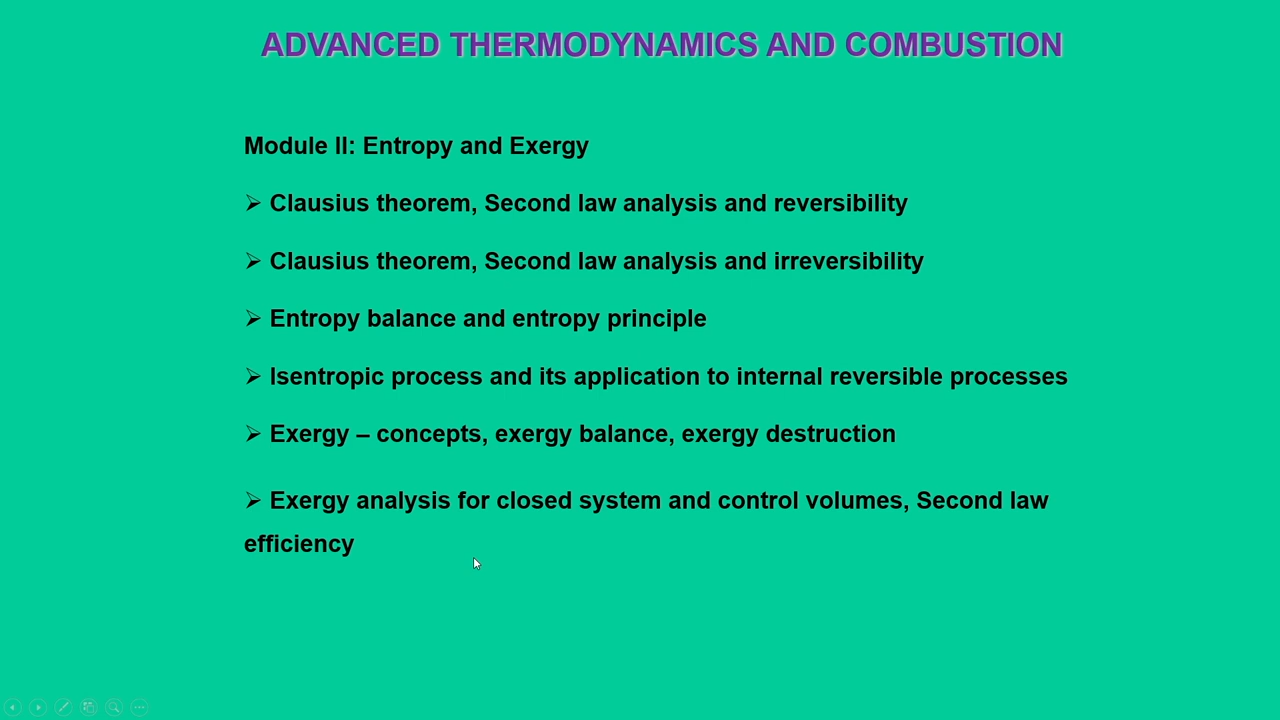 ADVANCED THERMODYNAMICS AND COMBUSTION
Module II: Entropy and Exergy
➢ Clausius theorem, Second law analysis and reversibility
➢ Clausius theorem, Second law analysis and irreversibility
➢ Entropy balance and entropy principle
➢ Isentropic process and its application to internal reversible processes
➢ Exergy – concepts, exergy balance, exergy destruction
➢ Exergy analysis for closed system and control volumes, Second law
efficiency